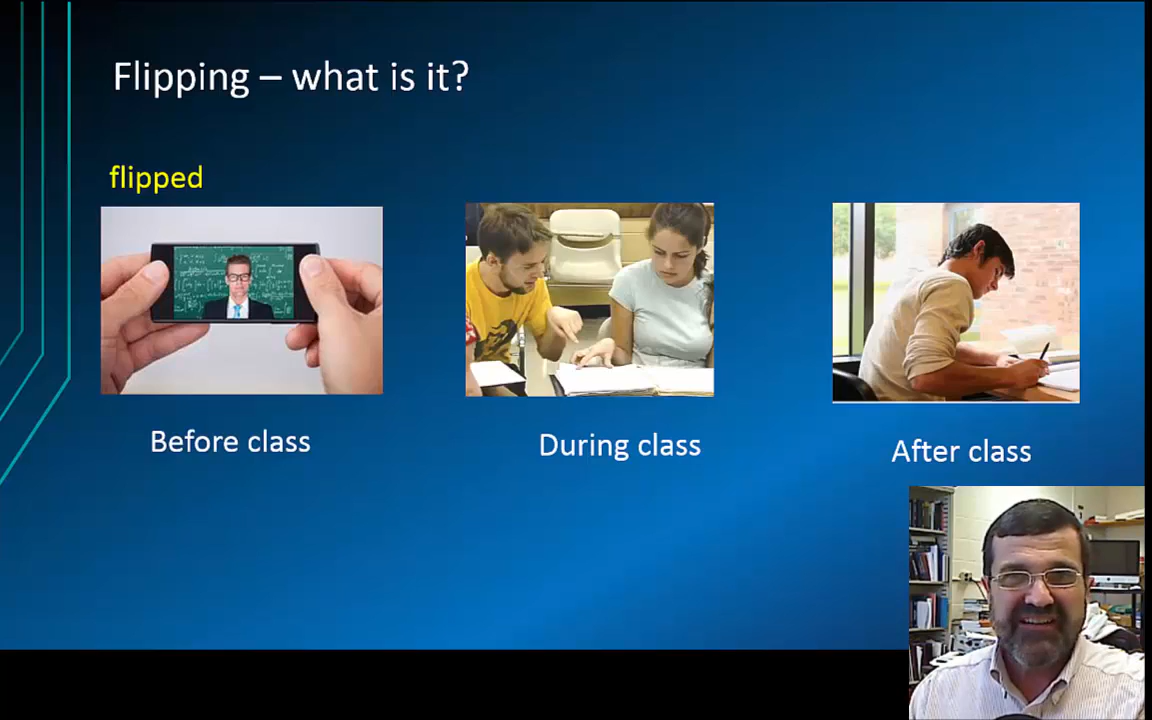 Flipping – what is it?
flipped
Before class
During class
After class